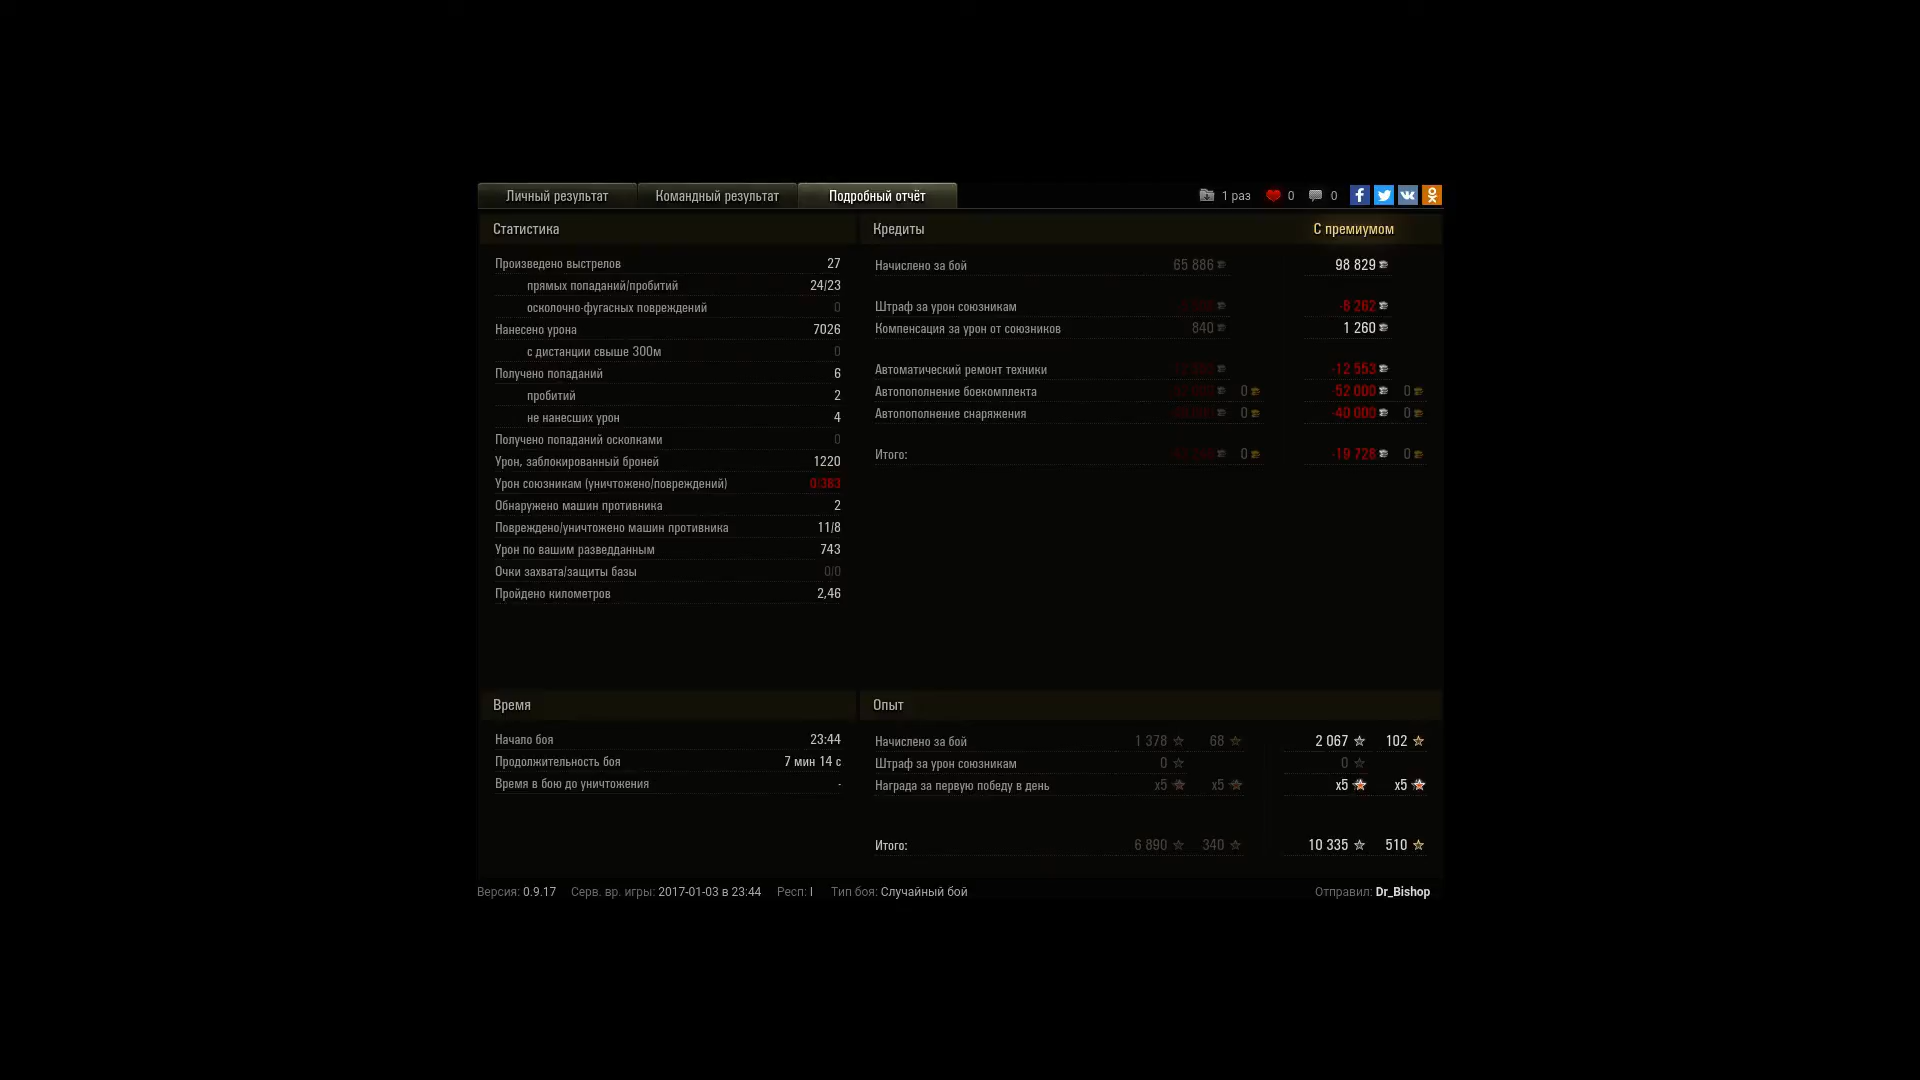 Личный результат Командный результат Подробный отчёт 1 раз 0 0
Статистика
Произведено выстрелов 27
прямых попаданий/пробитий 24/23
осколочно-фугасных повреждений 0
Нанесено урона 7026
с дистанции свыше 300м 0
Получено попаданий 6
пробитий 2
не нанесших урон 4
Получено попаданий осколками 0
Урон, заблокированный броней 1220
Урон союзникам (уничтожено/повреждений) 0/383
Обнаружено машин противника 2
Повреждено/уничтожено машин противника 11/8
Урон по вашим разведданным 743
Очки захвата/защиты базы 0/0
Пройдено километров 2,46
Кредиты С премиумом
Начислено за бой 65 886 98 829
Штраф за урон союзникам -8 262
Компенсация за урон от союзников 840 1 260
Автоматический ремонт техники -12 553
Автопополнение боекомплекта 0 -52 000 0
Автопополнение снаряжения 0 -40 000 0
Итого: 0 -19 728 0
Время
Начало боя 23:44
Продолжительность боя 7 мин 14 с
Время в бою до уничтожения -
Опыт
Начислено за бой 1 378 68 2 067 102
Штраф за урон союзникам 0 0
Награда за первую победу в день x5 x5 x5 x5
Итого: 6 890 340 10 335 510
Версия: 0.9.17 Серв. вр. игры: 2017-01-03 в 23:44 Респ: I Тип боя: Случайный бой Отправил: Dr_Bishop